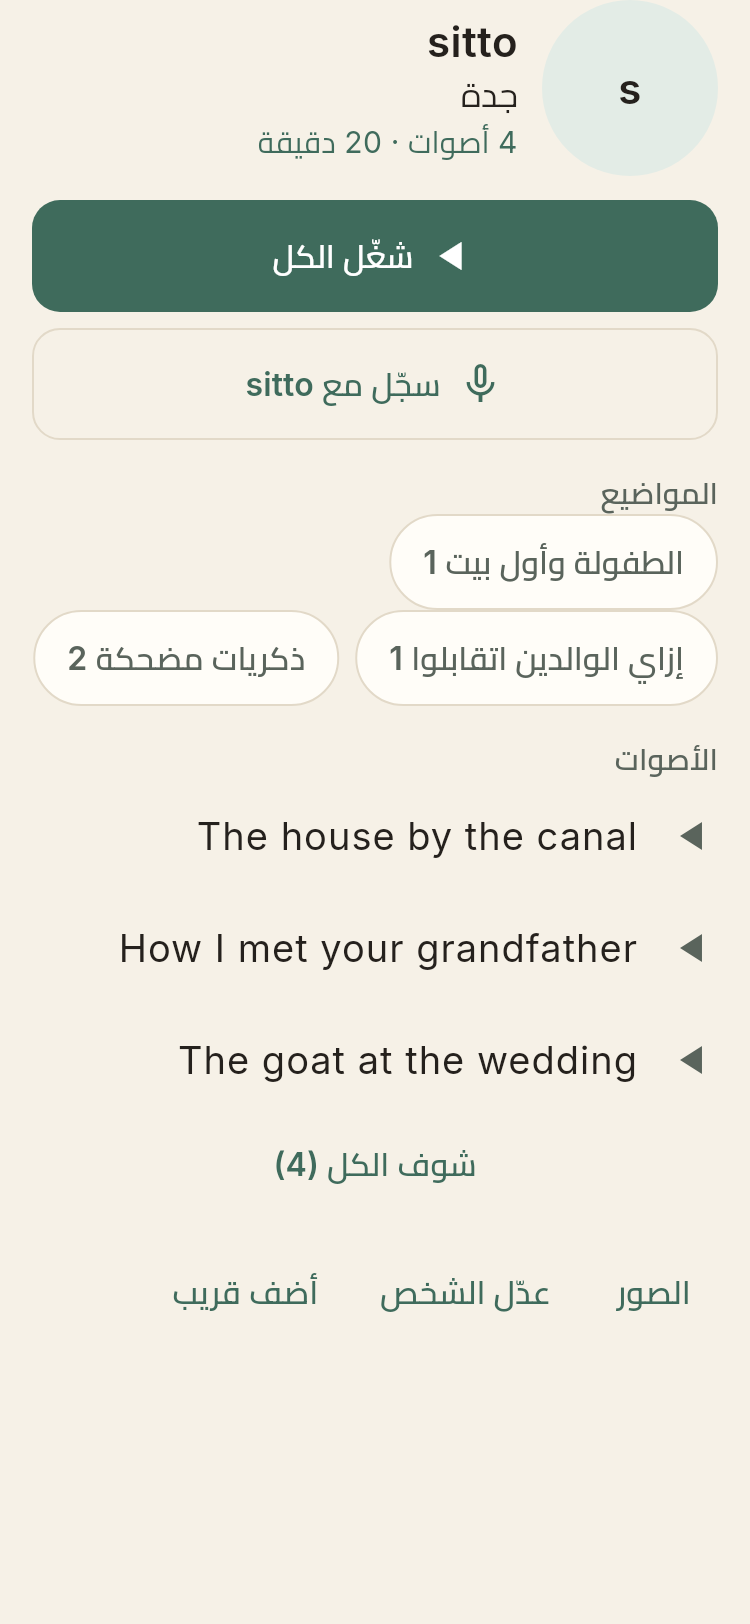 s
sitto
جدة
4 أصوات · 20 دقيقة
شغّل الكل
سجّل مع sitto
المواضيع
الطفولة وأول بيت 1
إزاي الوالدين اتقابلوا 1
ذكريات مضحكة 2
الأصوات
The house by the canal
How I met your grandfather
The goat at the wedding
شوف الكل (4)
الصور
عدّل الشخص
أضف قريب